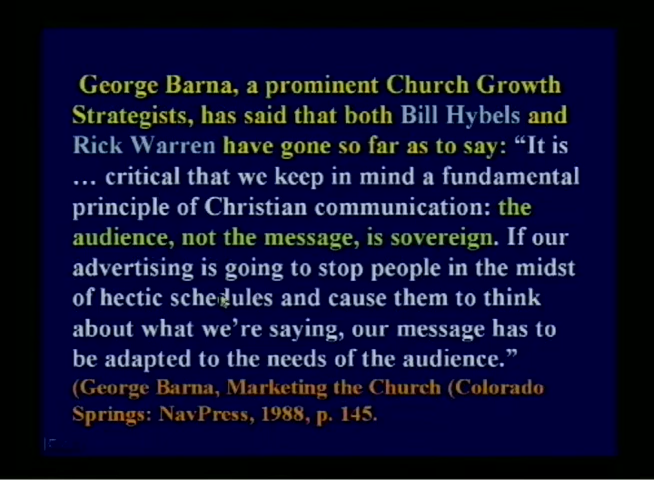 George Barna, a prominent Church Growth
Strategists, has said that both Bill Hybels and
Rick Warren have gone so far as to say: “It is
… critical that we keep in mind a fundamental
principle of Christian communication: the
audience, not the message, is sovereign. If our
advertising is going to stop people in the midst
of hectic schedules and cause them to think
about what we’re saying, our message has to
be adapted to the needs of the audience.”
(George Barna, Marketing the Church (Colorado
Springs: NavPress, 1988, p. 145.